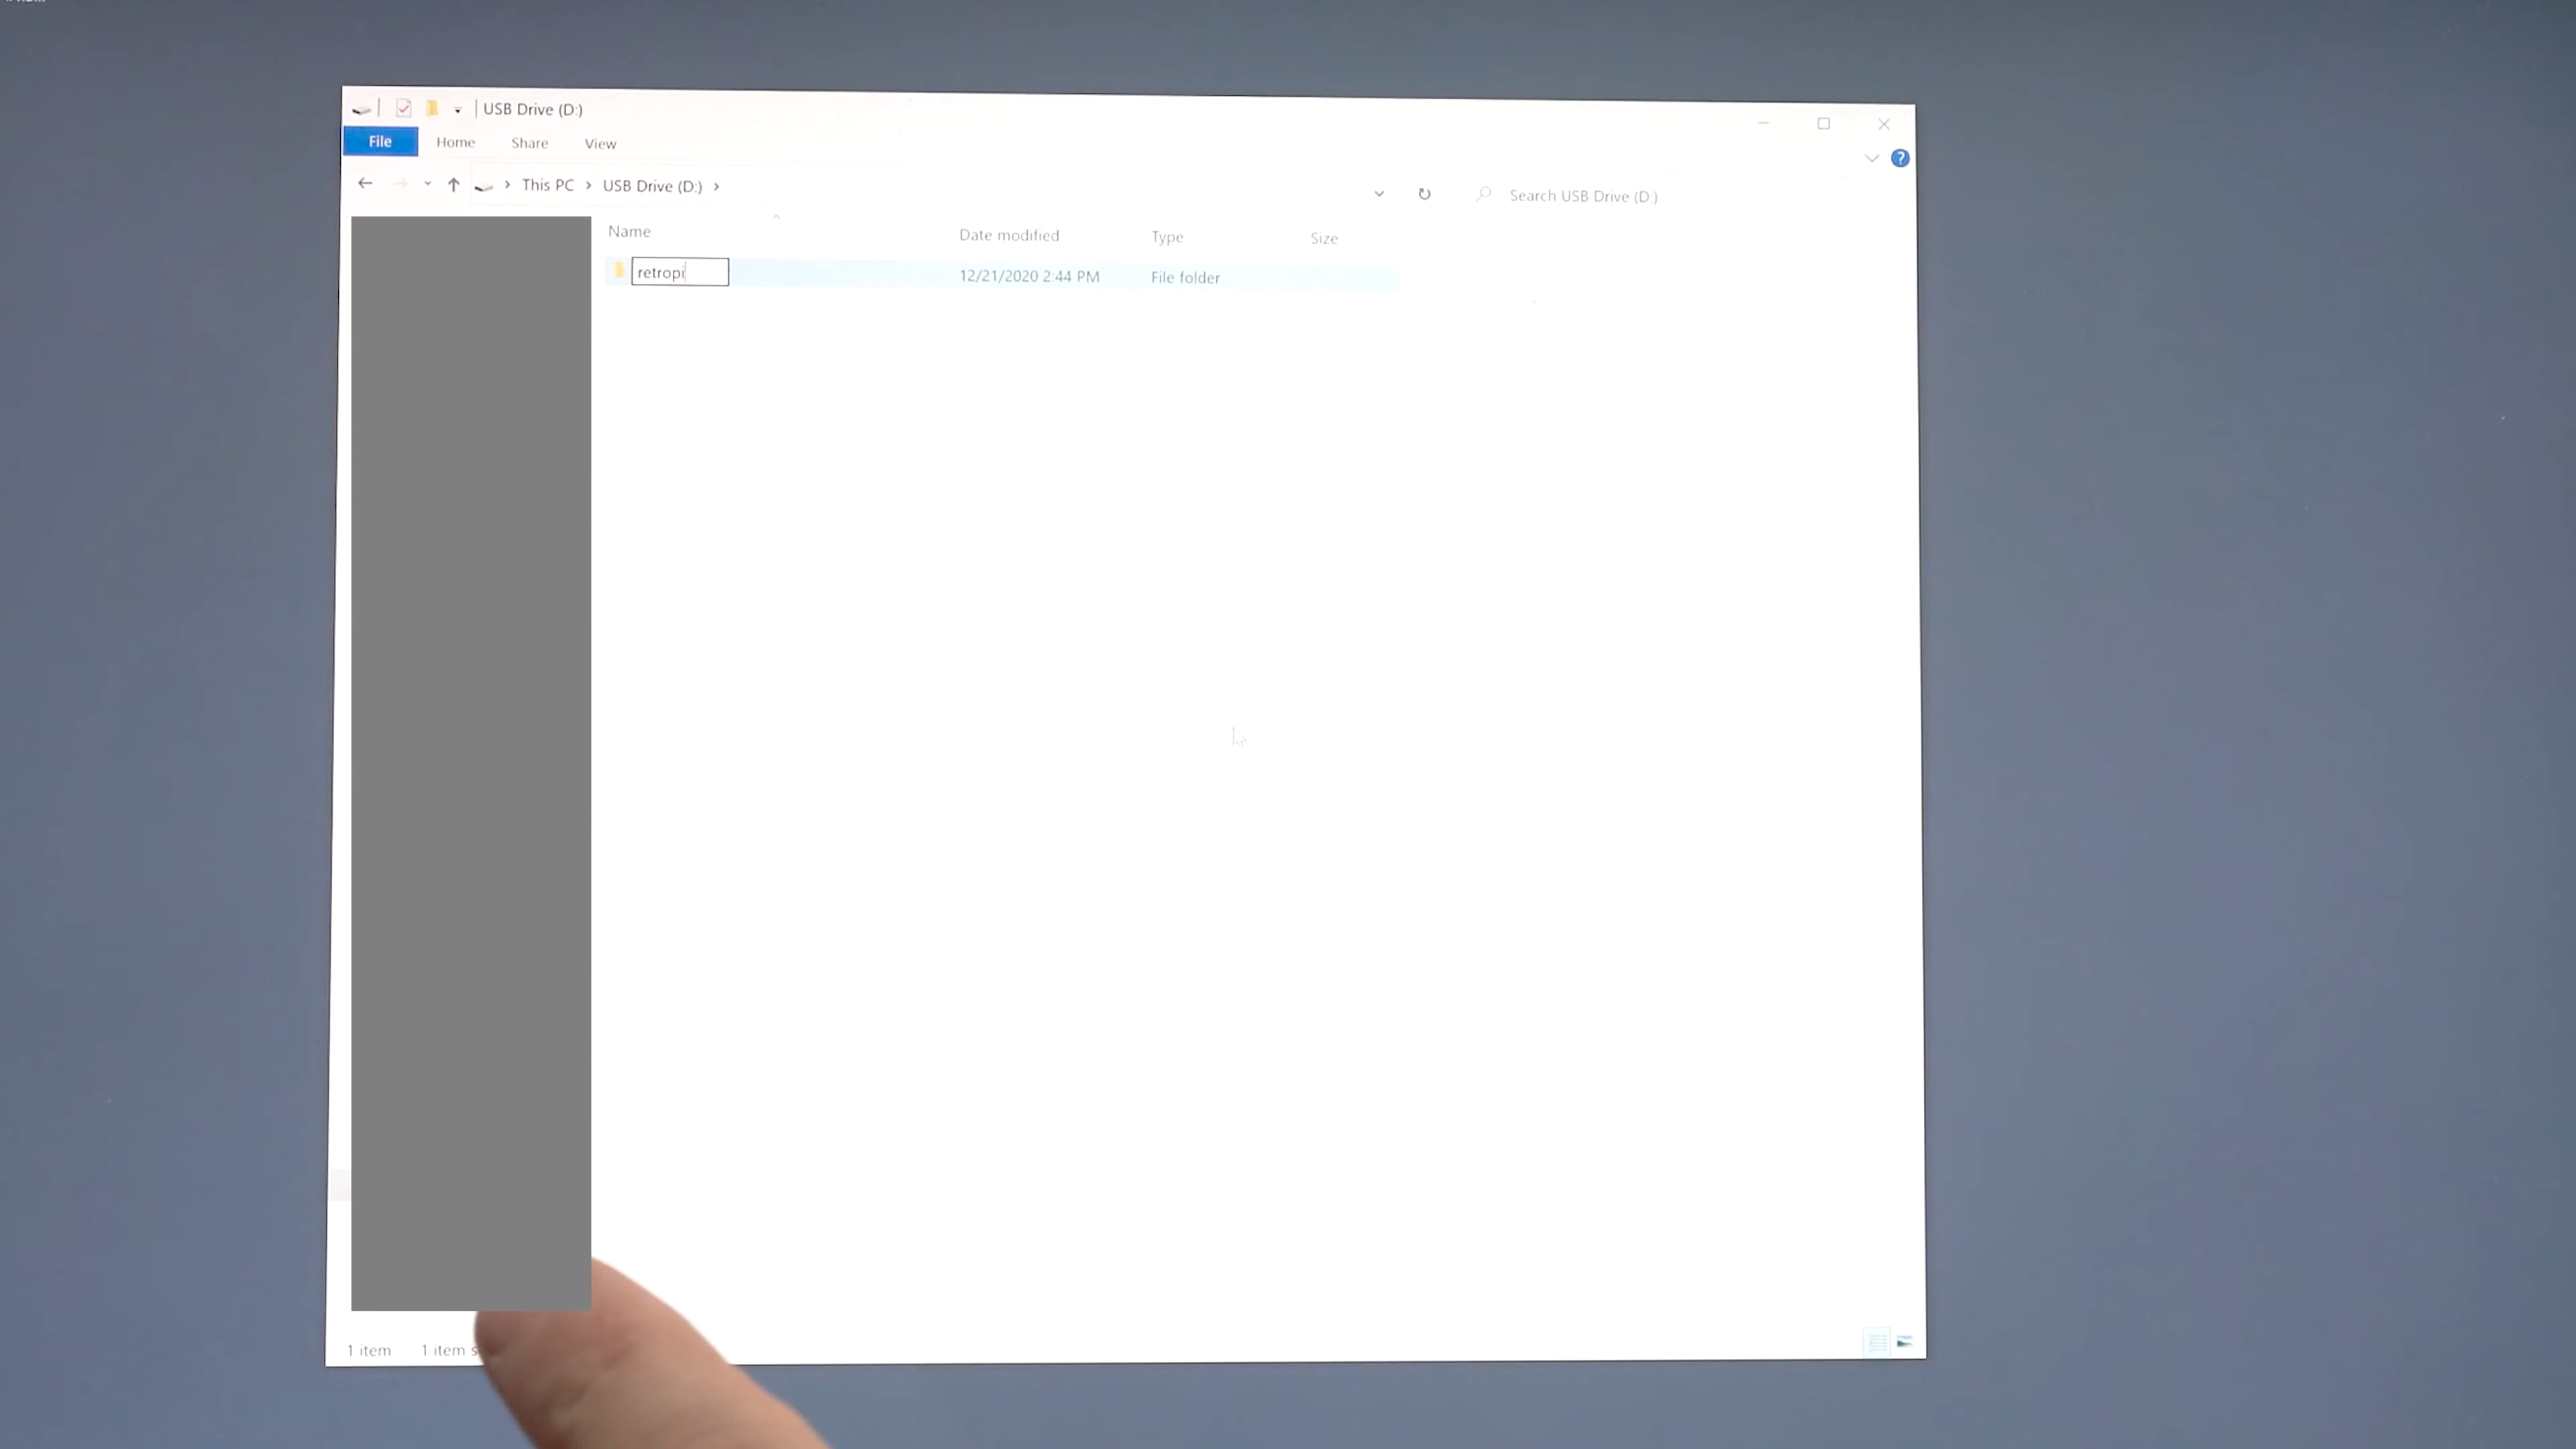 USB Drive (D:)
File Home Share View
This PC USB Drive (D:)
Search USB Drive (D:)
Name Date modified Type Size
retropi 12/21/2020 2:44 PM File folder
1 item 1 item